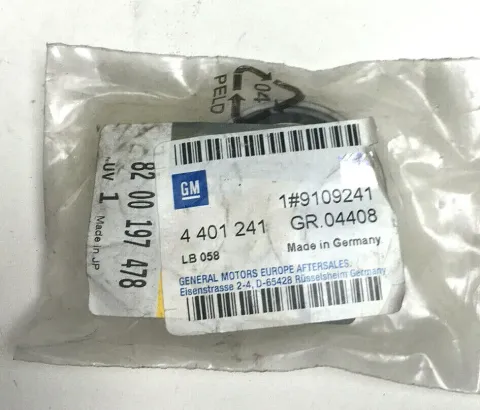 04
PELD
GM
1#9109241
4 401 241 GR.04408
LB 058 Made in Germany
GENERAL MOTORS EUROPE AFTERSALES,
Eisenstrasse 2-4, D-65428 Rüsselsheim Germany
82 00 197 478
UV 1
Made in JP